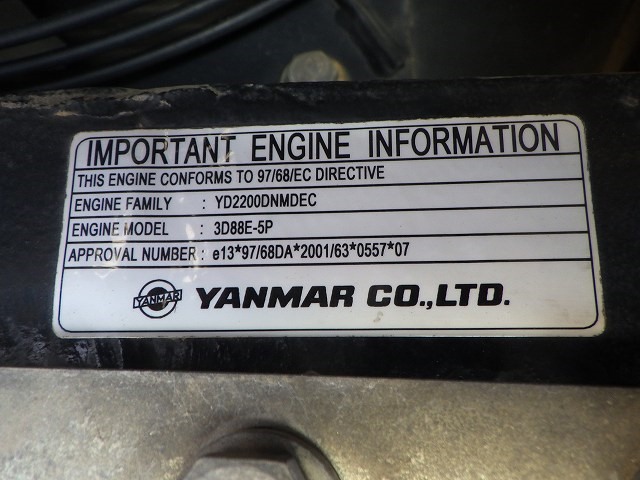 IMPORTANT ENGINE INFORMATION
THIS ENGINE CONFORMS TO 97/68/EC DIRECTIVE
ENGINE FAMILY : YD2200DNMDEC
ENGINE MODEL : 3D88E-5P
APPROVAL NUMBER : e13*97/68DA*2001/63*0557*07
YANMAR YANMAR CO.,LTD.